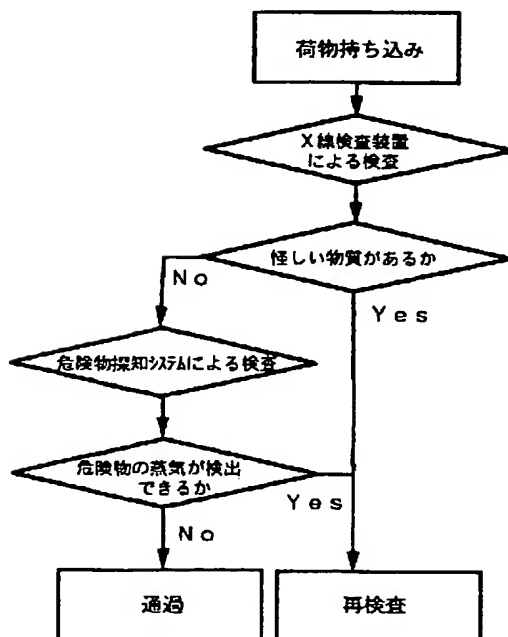 荷物持ち込み
X線検査装置
による検査
怪しい物質があるか
No
Yes
危険物探知システムによる検査
危険物の蒸気が検出
できるか
Yes
No
通過
再検査